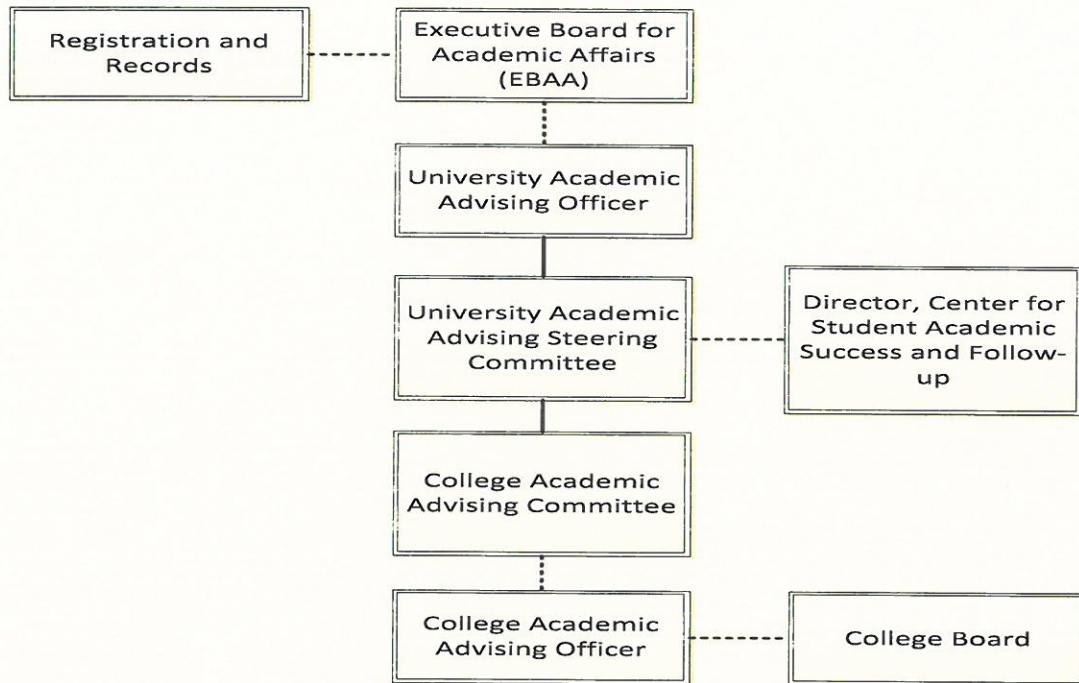 Registration and
Records
Executive Board for
Academic Affairs
(EBAA)
University Academic
Advising Officer
University Academic
Advising Steering
Committee
Director, Center for
Student Academic
Success and Follow-
up
College Academic
Advising Committee
College Academic
Advising Officer
College Board